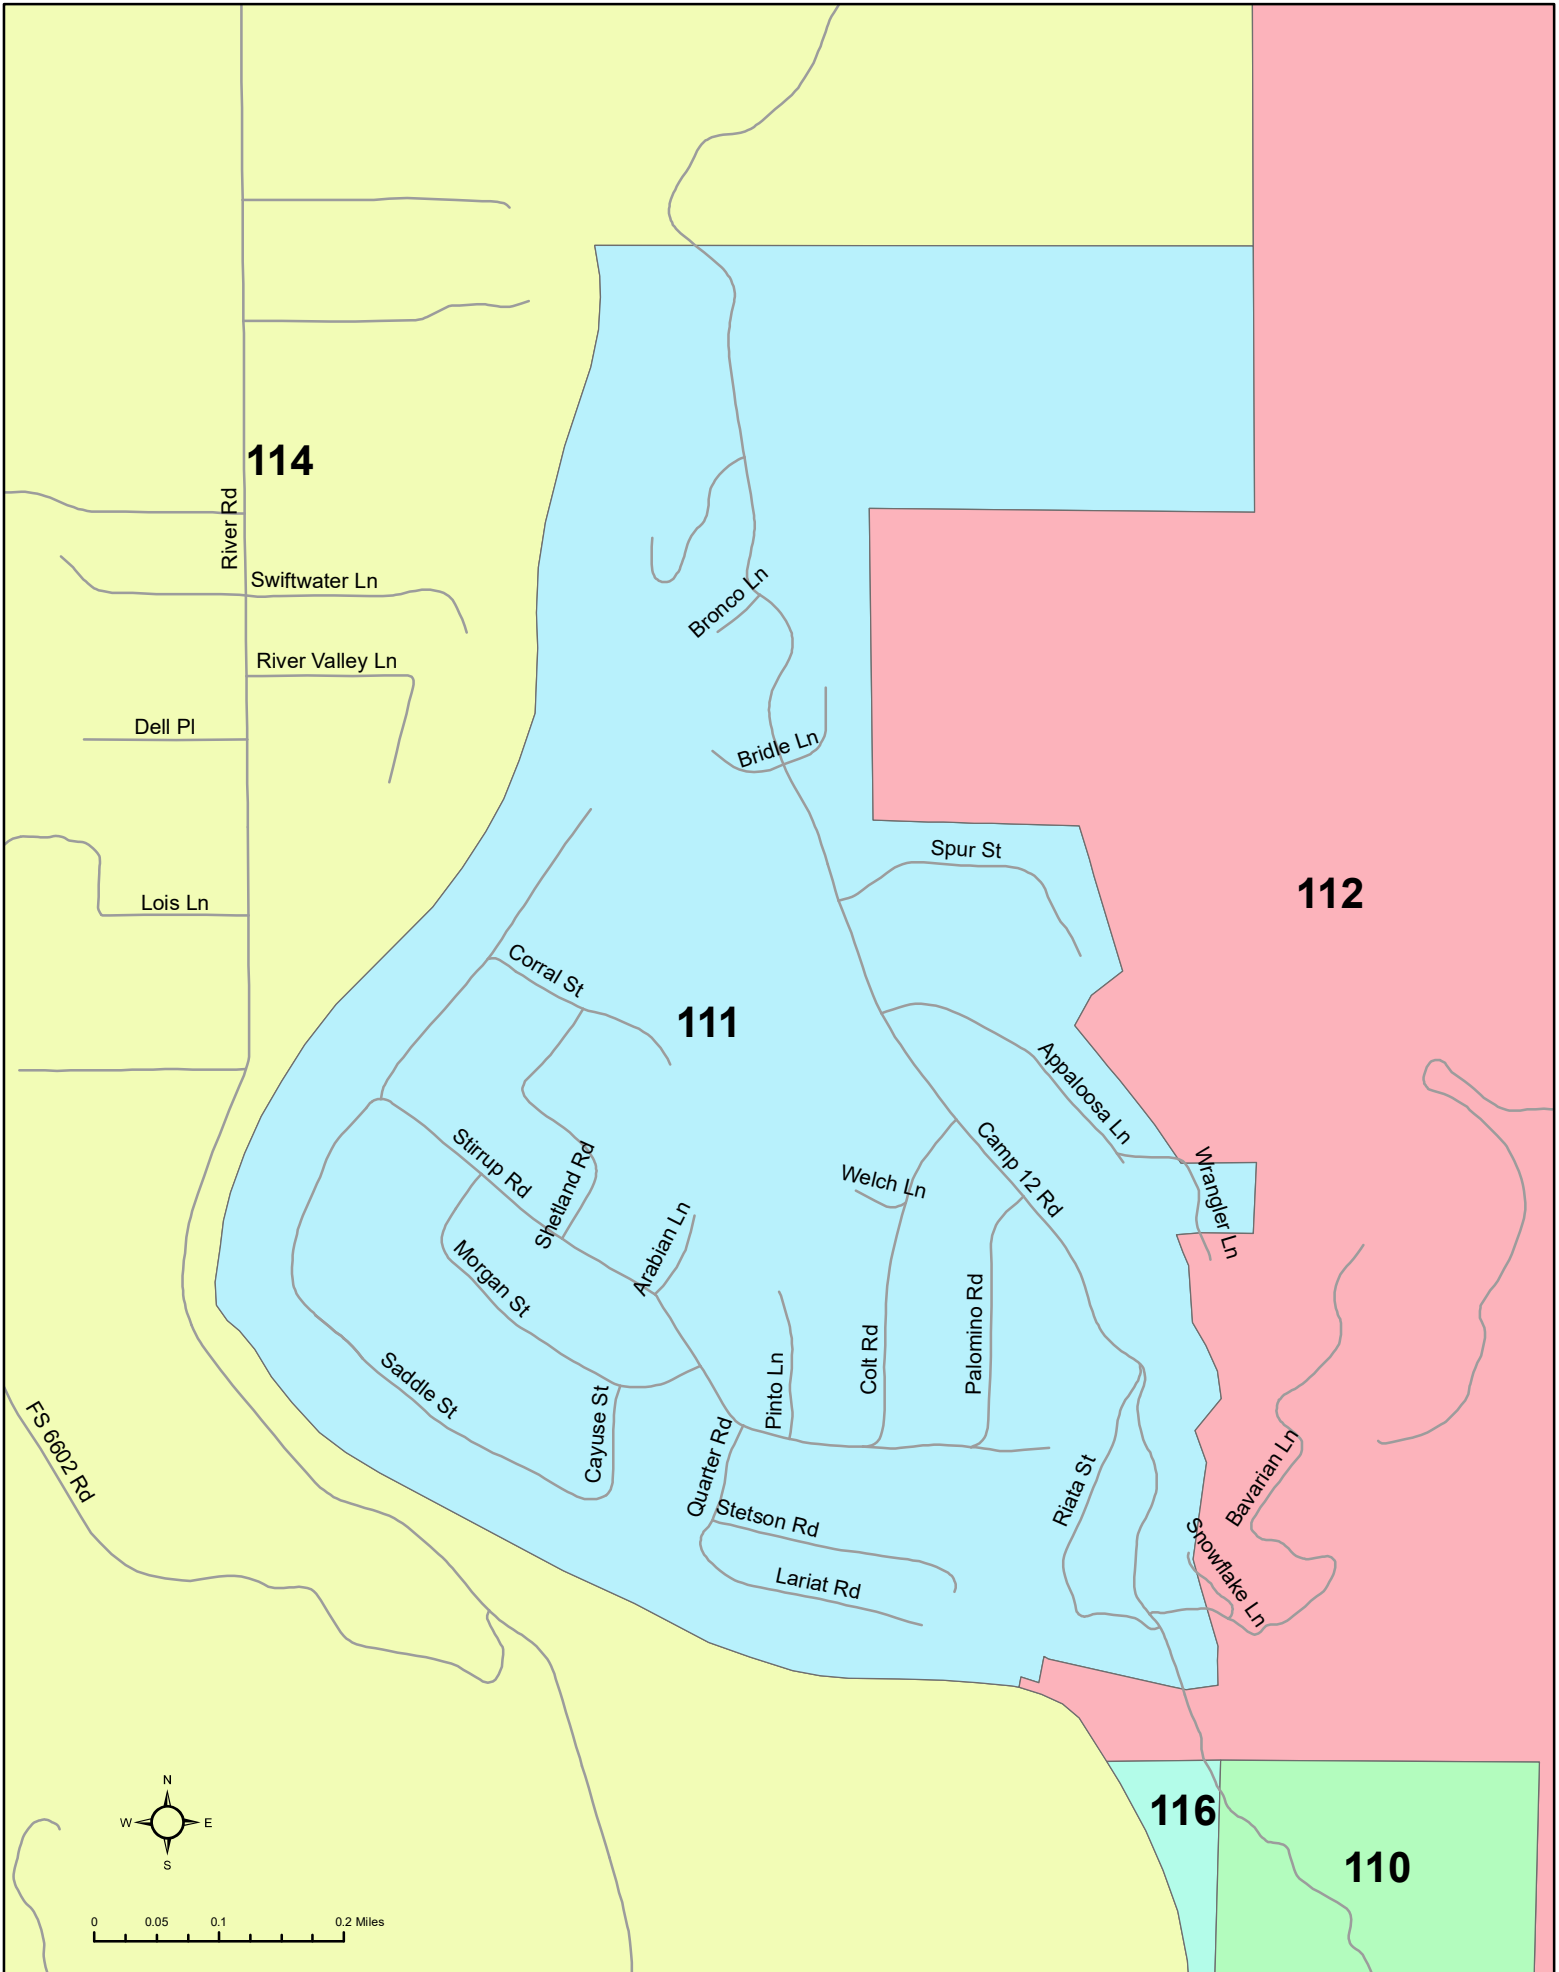 114
River Rd
Swiftwater Ln
Bronco Ln
River Valley Ln
Dell Pl
Bridle Ln
Spur St
112
Lois Ln
Corral St
111
Appaloosa Ln
Camp 12 Rd
Stirrup Rd
Shetland Rd
Welch Ln
Wrangler Ln
Arabian Ln
Morgan St
Palomino Rd
Colt Rd
Pinto Ln
Saddle St
Cayuse St
FS 6602 Rd
Quarter Rd
Riata St
Bavarian Ln
Stetson Rd
Snowflake Ln
Lariat Rd
N
W E
S
116
110
0 0.05 0.1 0.2 Miles